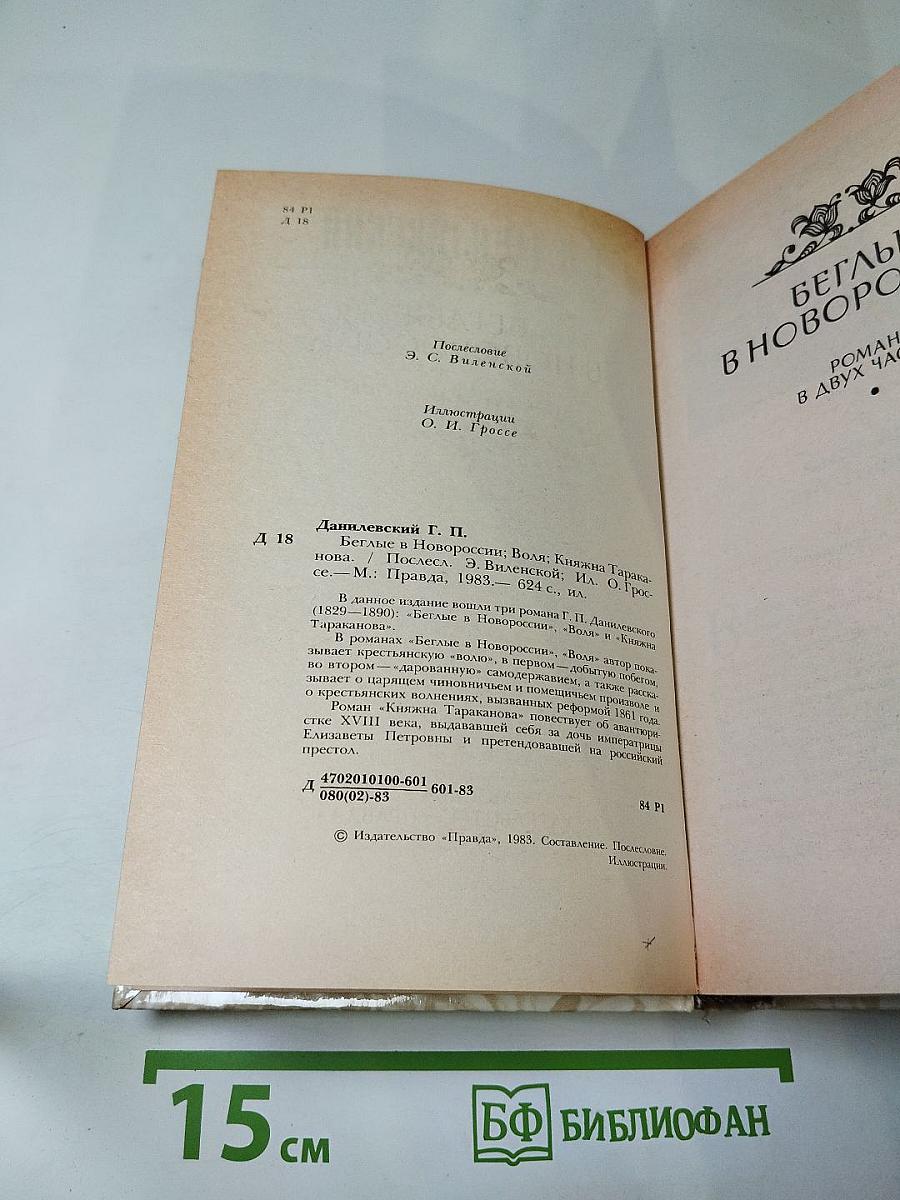 84 Р1
Д 18
Послесловие
Э. С. Виленской
Иллюстрации
О. И. Гроссе
Данилевский Г. П.
Д 18
Беглые в Новороссии; Воля; Княжна Тарака-
нова. / Послесл. Э. Виленской; Ил. О. Грос-
се.— М.: Правда, 1983.— 624 с., ил.
В данное издание вошли три романа Г. П. Данилевского
(1829—1890): «Беглые в Новороссии», «Воля» и «Княжна
Тараканова».
В романах «Беглые в Новороссии», «Воля» автор пока-
зывает крестьянскую «волю», в первом — добытую побегом,
во втором — «дарованную» самодержавием, а также расска-
зывает о царящем чиновничьем и помещичьем произволе и
о крестьянских волнениях, вызванных реформой 1861 года.
Роман «Княжна Тараканова» повествует об авантюри-
стке XVIII века, выдававшей себя за дочь императрицы
Елизаветы Петровны и претендовавшей на российский
престол.
Д 4702010100-601 601-83
080(02)-83
84 Р1
© Издательство «Правда», 1983. Составление. Послесловие.
Иллюстрации.
БЕГЛЫ
В НОВОРО
РОМАН
В ДВУХ ЧАС
15 см
БФ БИБЛИОФАН